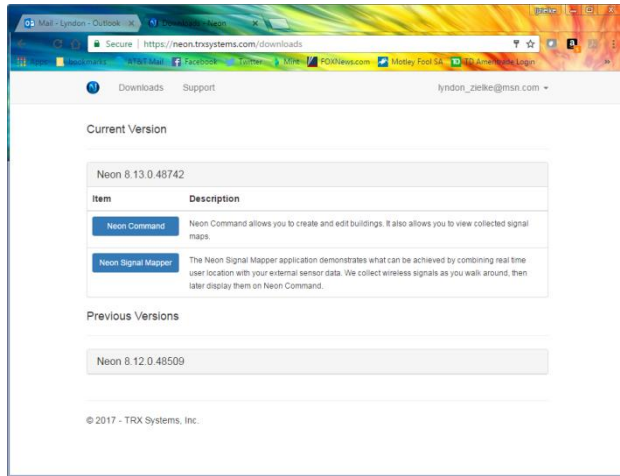 Mail - Lyndon - Outlook
Downloads - Neon
Secure | https://neon.trxsystems.com/downloads
Apps
bookmarks
AT&T Mail
Facebook
Twitter
Mint
FOXNews.com
Motley Fool SA
TD Ameritrade Login
Downloads
Support
lyndon_zielke@msn.com
Current Version
Neon 8.13.0.48742
Item
Description
Neon Command
Neon Command allows you to create and edit buildings. It also allows you to view collected signal
maps.
Neon Signal Mapper
The Neon Signal Mapper application demonstrates what can be achieved by combining real time
user location with your external sensor data. We collect wireless signals as you walk around, then
later display them on Neon Command.
Previous Versions
Neon 8.12.0.48509
© 2017 - TRX Systems, Inc.